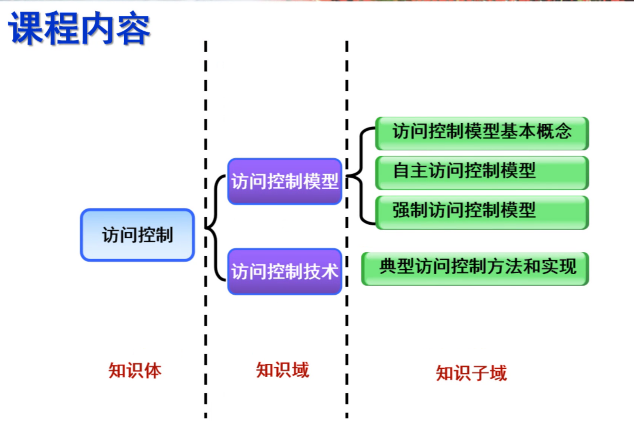 课程内容
访问控制模型基本概念
自主访问控制模型
访问控制模型
强制访问控制模型
访问控制
访问控制技术
典型访问控制方法和实现
知识体
知识域
知识子域